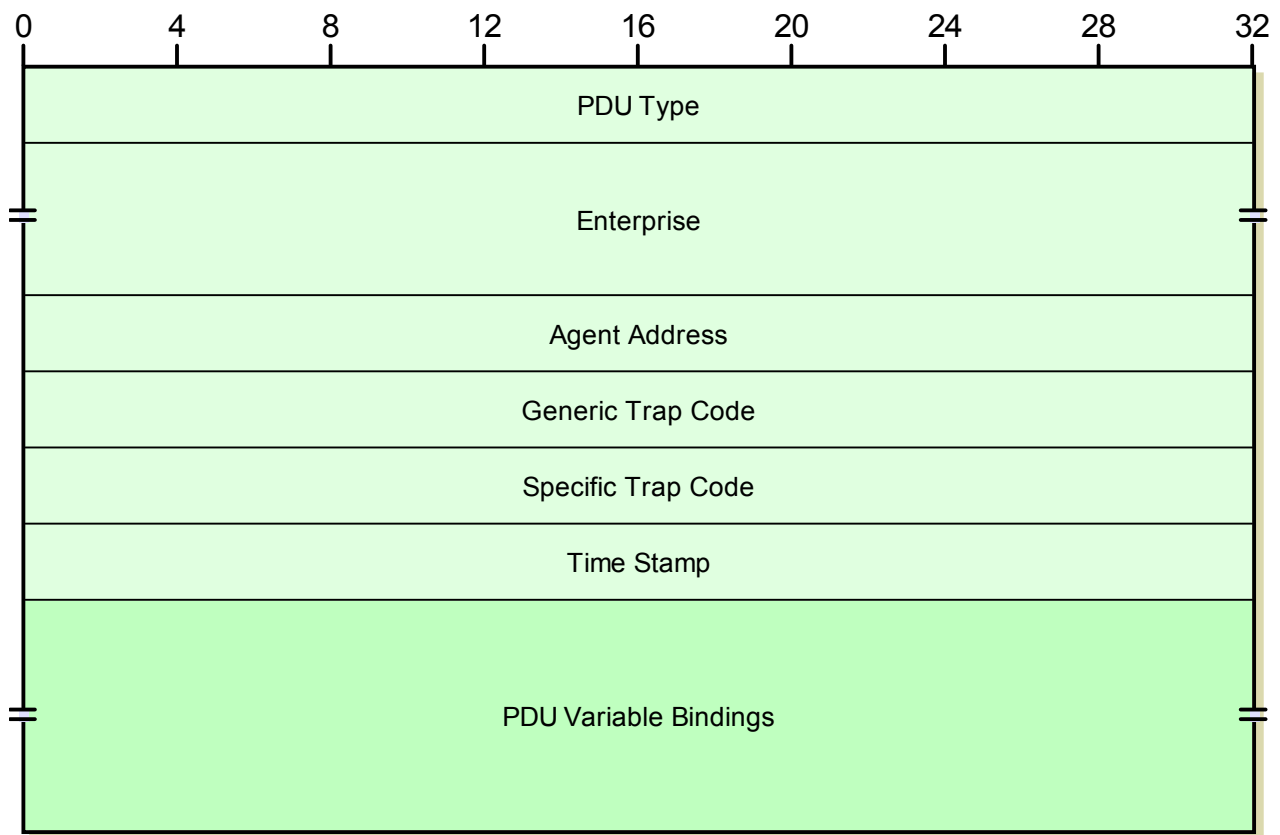 0 4 8 12 16 20 24 28 32
PDU Type
Enterprise
Agent Address
Generic Trap Code
Specific Trap Code
Time Stamp
PDU Variable Bindings